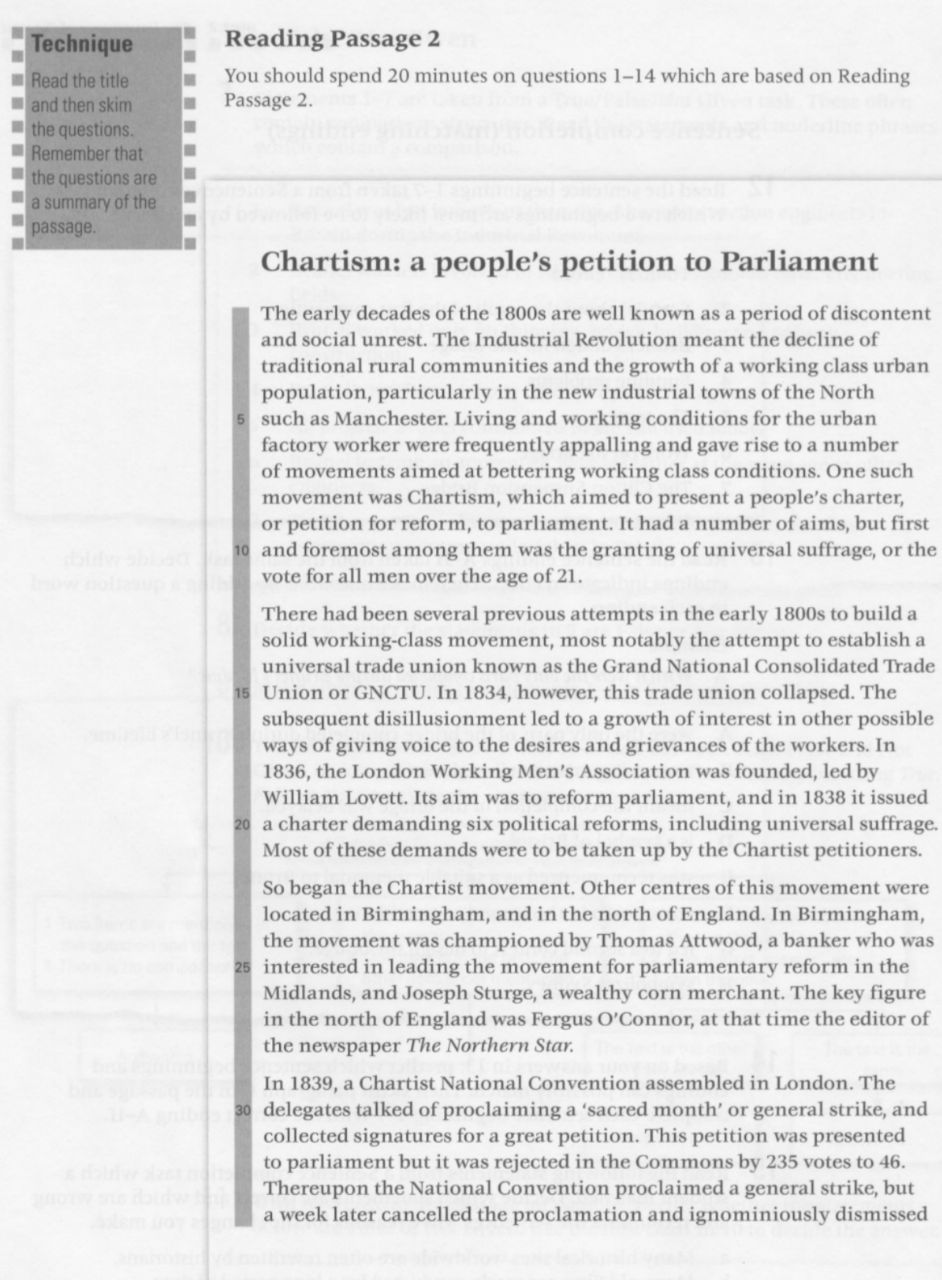 Technique
Read the title
and then skim
the questions.
Remember that
the questions are
a summary of the
passage.
Reading Passage 2
You should spend 20 minutes on questions 1–14 which are based on Reading
Passage 2.
Chartism: a people's petition to Parliament
The early decades of the 1800s are well known as a period of discontent
and social unrest. The Industrial Revolution meant the decline of
traditional rural communities and the growth of a working class urban
population, particularly in the new industrial towns of the North
5 such as Manchester. Living and working conditions for the urban
factory worker were frequently appalling and gave rise to a number
of movements aimed at bettering working class conditions. One such
movement was Chartism, which aimed to present a people's charter,
or petition for reform, to parliament. It had a number of aims, but first
10 and foremost among them was the granting of universal suffrage, or the
vote for all men over the age of 21.
There had been several previous attempts in the early 1800s to build a
solid working-class movement, most notably the attempt to establish a
universal trade union known as the Grand National Consolidated Trade
15 Union or GNCTU. In 1834, however, this trade union collapsed. The
subsequent disillusionment led to a growth of interest in other possible
ways of giving voice to the desires and grievances of the workers. In
1836, the London Working Men's Association was founded, led by
William Lovett. Its aim was to reform parliament, and in 1838 it issued
20 a charter demanding six political reforms, including universal suffrage.
Most of these demands were to be taken up by the Chartist petitioners.
So began the Chartist movement. Other centres of this movement were
located in Birmingham, and in the north of England. In Birmingham,
the movement was championed by Thomas Attwood, a banker who was
25 interested in leading the movement for parliamentary reform in the
Midlands, and Joseph Sturge, a wealthy corn merchant. The key figure
in the north of England was Fergus O'Connor, at that time the editor of
the newspaper The Northern Star.
In 1839, a Chartist National Convention assembled in London. The
30 delegates talked of proclaiming a 'sacred month' or general strike, and
collected signatures for a great petition. This petition was presented
to parliament but it was rejected in the Commons by 235 votes to 46.
Thereupon the National Convention proclaimed a general strike, but
a week later cancelled the proclamation and ignominiously dismissed